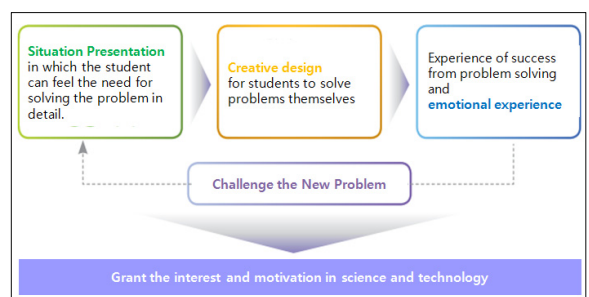 Situation Presentation
in which the student
can feel the need for
solving the problem in
detail.
Creative design
for students to solve
problems themselves
Experience of success
from problem solving
and
emotional experience
Challenge the New Problem
Grant the interest and motivation in science and technology